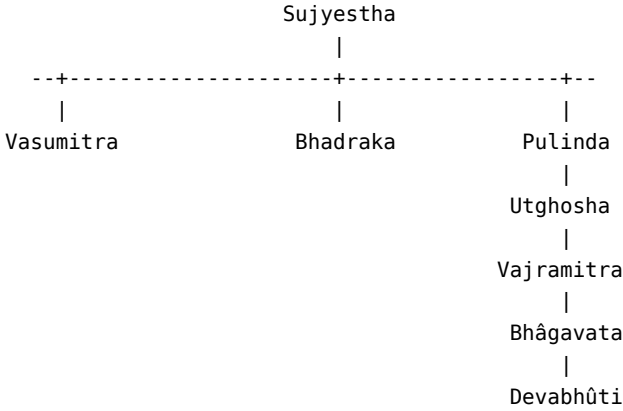 Sujyestha
|
--+---------------------+-----------------+--
| | |
Vasumitra Bhadraka Pulinda
|
Utghosha
|
Vajramitra
|
Bhâgavata
|
Devabhûti